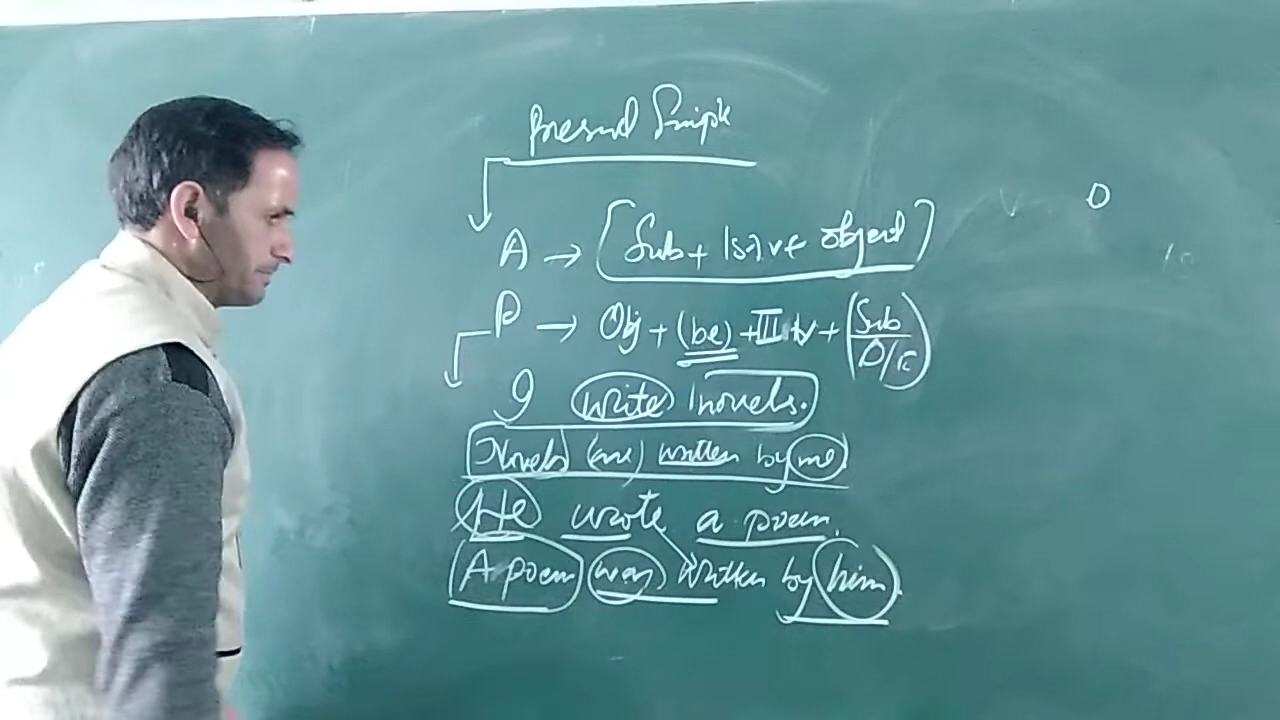 Present Simple
A → [Sub + Is v + object]
P → Obj + (be) + III v + (Sub / O/c)
I write novels.
Novels (are) written by me.
He wrote a poem.
A poem was written by him.
O